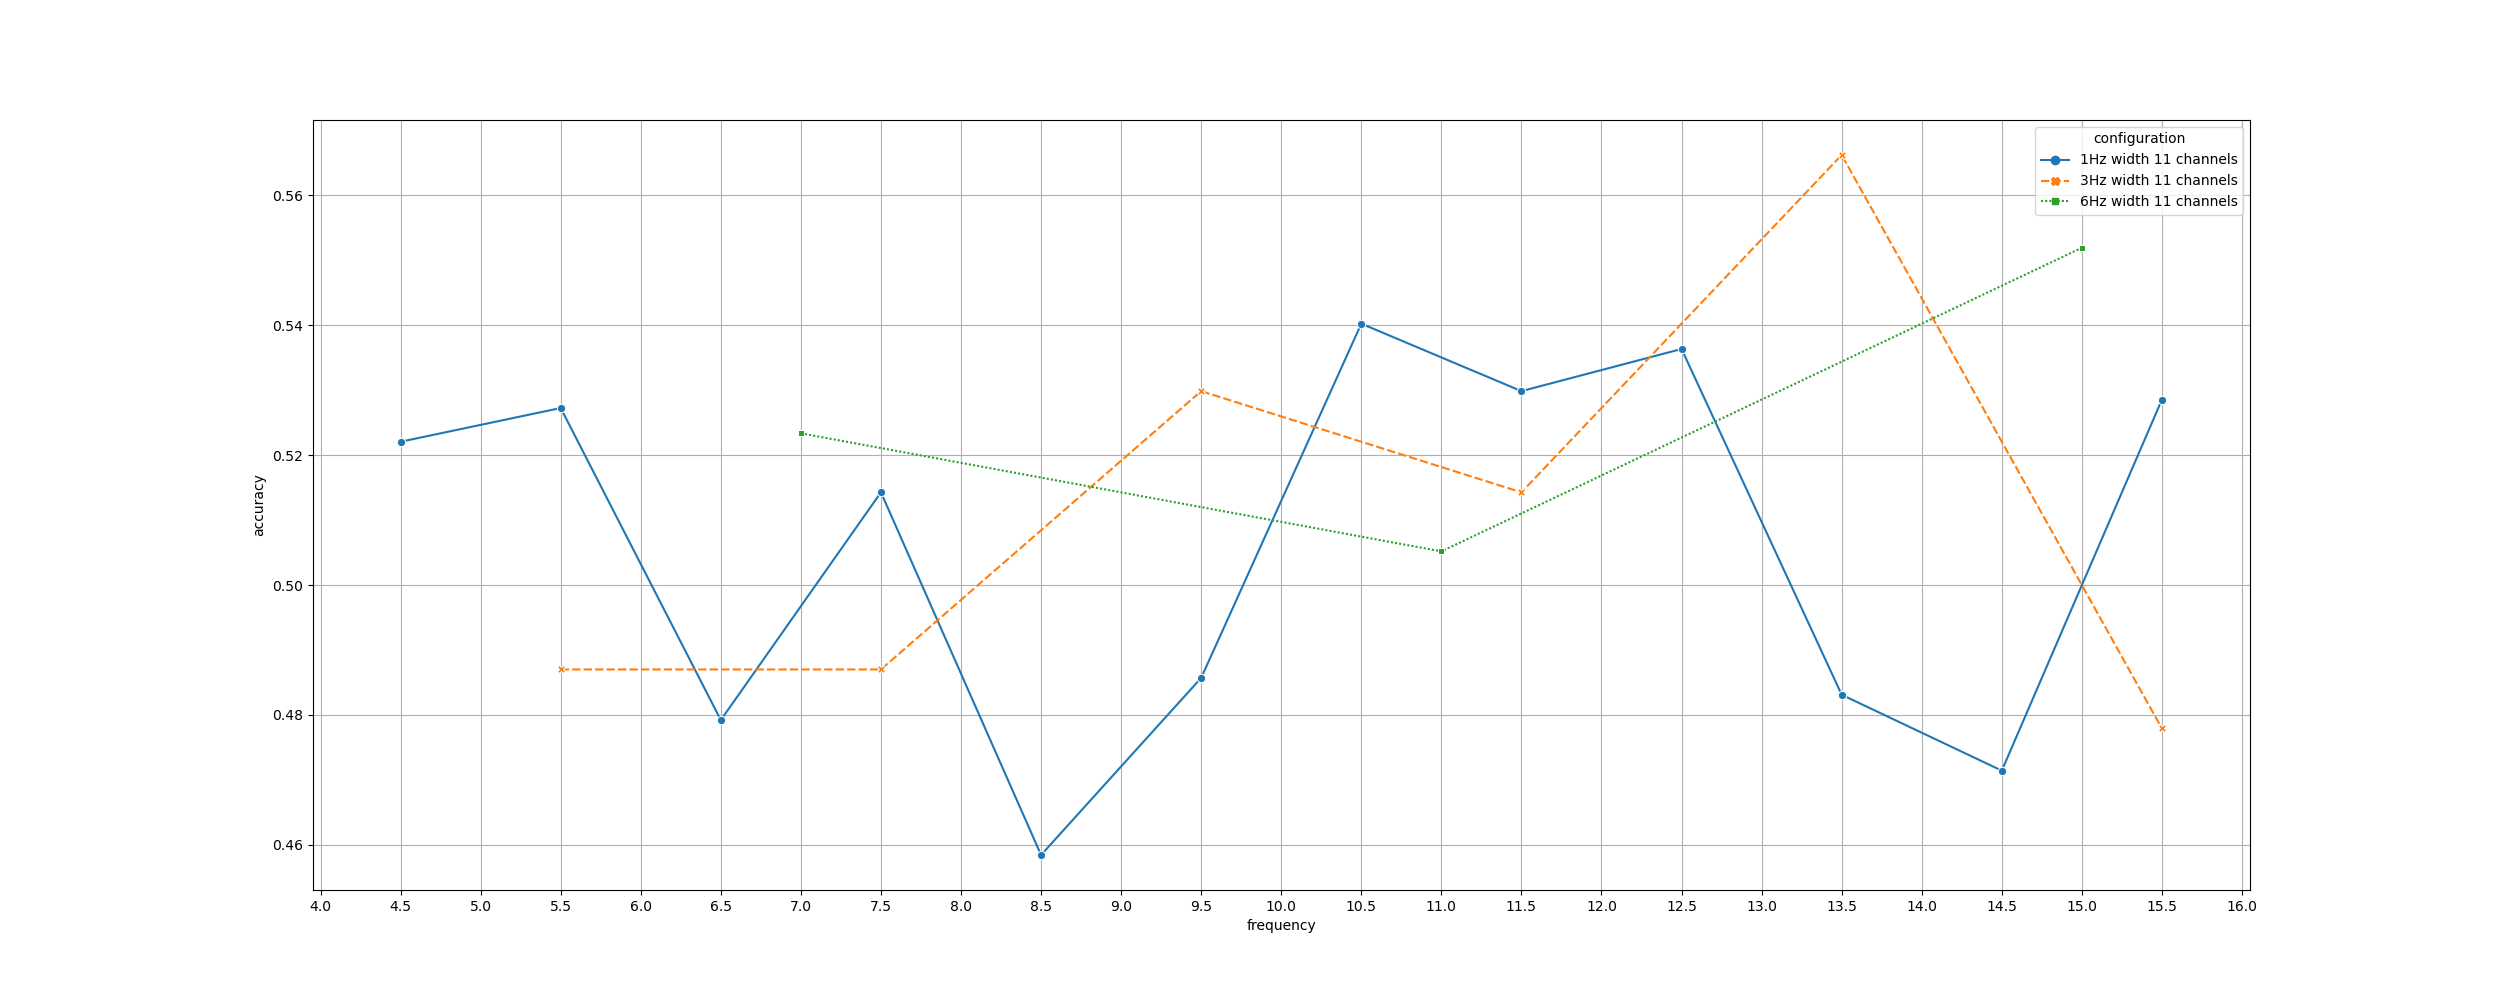 configuration
1Hz width 11 channels
3Hz width 11 channels
6Hz width 11 channels
0.56
0.54
0.52
0.50
0.48
0.46
accuracy
4.0 4.5 5.0 5.5 6.0 6.5 7.0 7.5 8.0 8.5 9.0 9.5 10.0 10.5 11.0 11.5 12.0 12.5 13.0 13.5 14.0 14.5 15.0 15.5 16.0
frequency